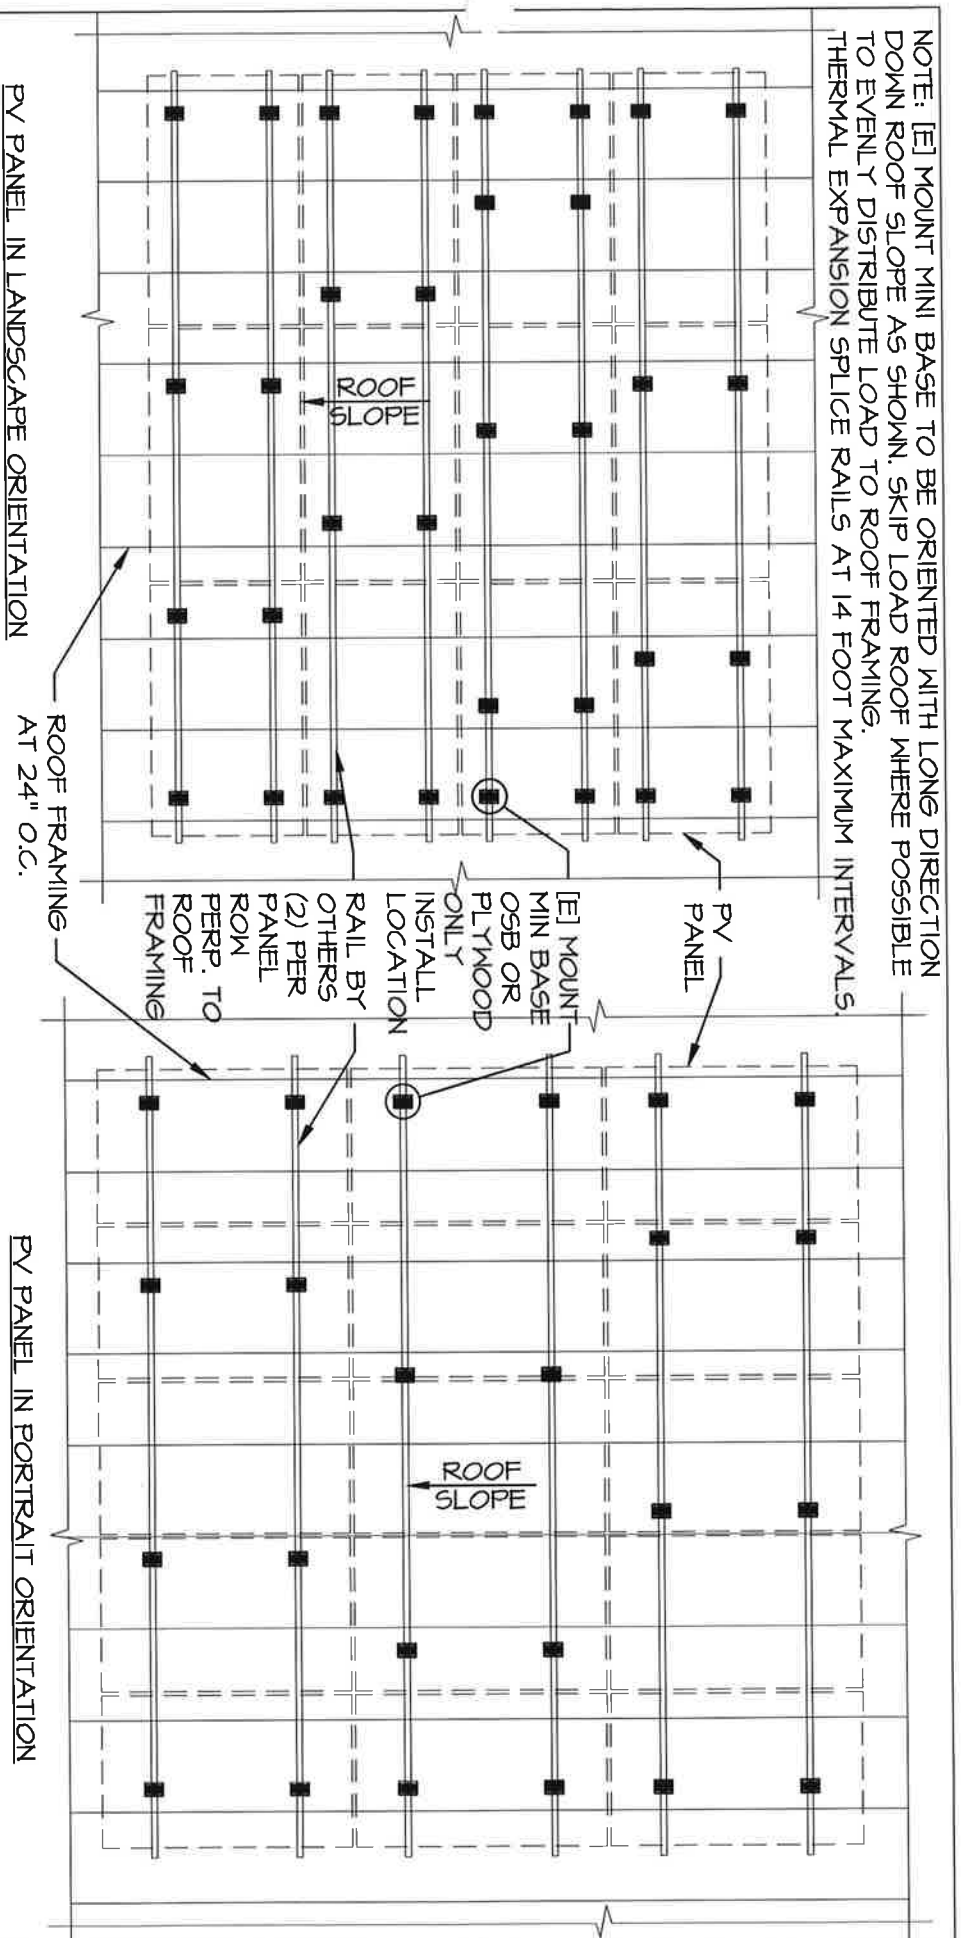 NOTE: [E] MOUNT MINI BASE TO BE ORIENTED WITH LONG DIRECTION
DOWN ROOF SLOPE AS SHOWN. SKIP LOAD ROOF WHERE POSSIBLE
TO EVENLY DISTRIBUTE LOAD TO ROOF FRAMING.
THERMAL EXPANSION SPLICE RAILS AT 14 FOOT MAXIMUM INTERVALS.
PV
PANEL
[E] MOUNT
MIN BASE
OSB OR
PLYWOOD
ONLY
INSTALL
LOCATION
RAIL BY
OTHERS
(2) PER
PANEL
ROW
PERP. TO
ROOF
FRAMING
ROOF
SLOPE
ROOF
SLOPE
ROOF FRAMING
AT 24" O.C.
PV PANEL IN LANDSCAPE ORIENTATION
PV PANEL IN PORTRAIT ORIENTATION